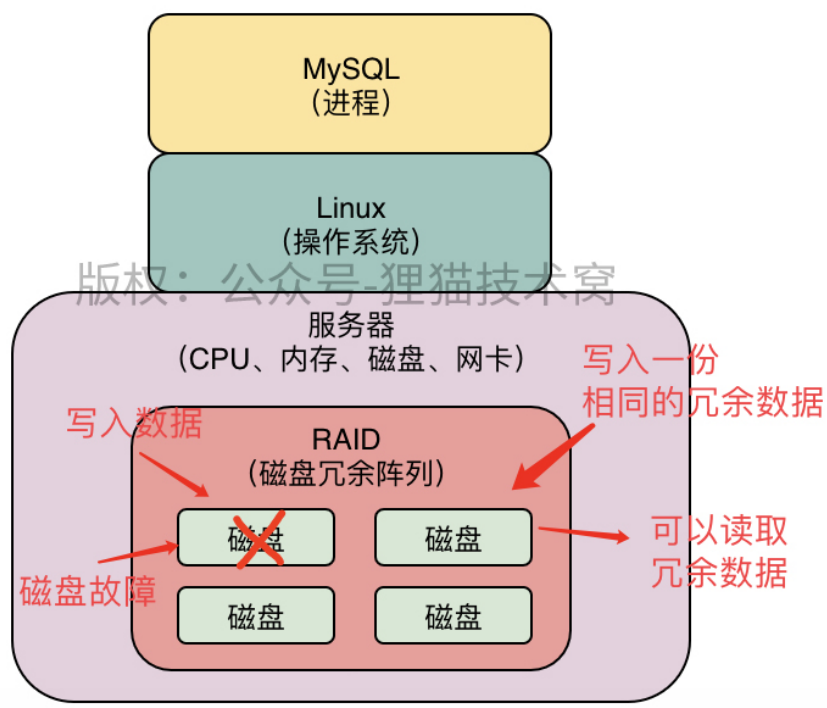 MySQL
（进程）
Linux
（操作系统）
版权：公众号-狸猫技术窝
服务器
（CPU、内存、磁盘、网卡）
写入一份
相同的冗余数据
写入数据
RAID
（磁盘冗余阵列）
磁盘
磁盘
可以读取
冗余数据
磁盘故障
磁盘
磁盘